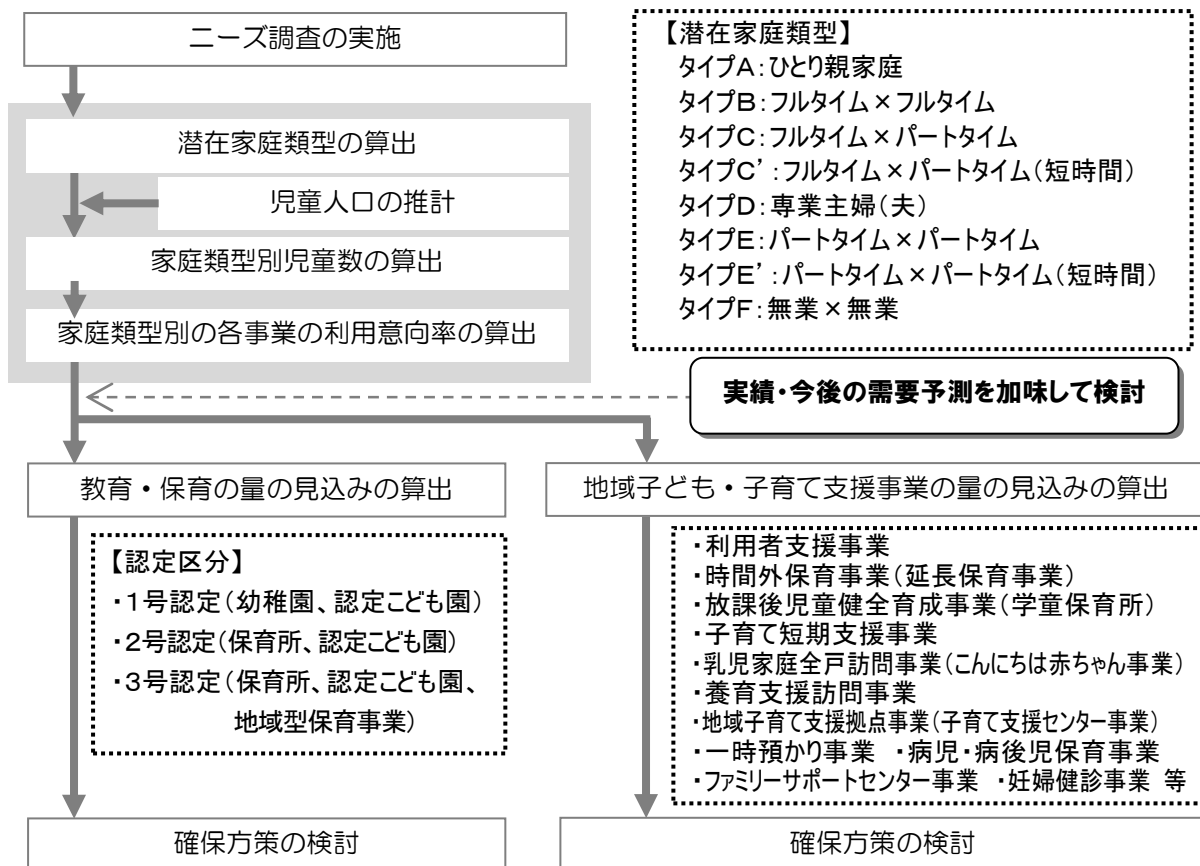 ニーズ調査の実施
潜在家庭類型の算出
児童人口の推計
家庭類型別児童数の算出
家庭類型別の各事業の利用意向率の算出
【潜在家庭類型】
タイプA:ひとり親家庭
タイプB:フルタイム×フルタイム
タイプC:フルタイム×パートタイム
タイプC’:フルタイム×パートタイム(短時間)
タイプD:専業主婦(夫)
タイプE:パートタイム×パートタイム
タイプE’:パートタイム×パートタイム(短時間)
タイプF:無業×無業
実績・今後の需要予測を加味して検討
教育・保育の量の見込みの算出
【認定区分】
・1号認定(幼稚園、認定こども園)
・2号認定(保育所、認定こども園)
・3号認定(保育所、認定こども園、
地域型保育事業)
確保方策の検討
地域子ども・子育て支援事業の量の見込みの算出
・利用者支援事業
・時間外保育事業(延長保育事業)
・放課後児童健全育成事業(学童保育所)
・子育て短期支援事業
・乳児家庭全戸訪問事業(こんにちは赤ちゃん事業)
・養育支援訪問事業
・地域子育て支援拠点事業(子育て支援センター事業)
・一時預かり事業 ・病児・病後児保育事業
・ファミリーサポートセンター事業 ・妊婦健診事業 等
確保方策の検討